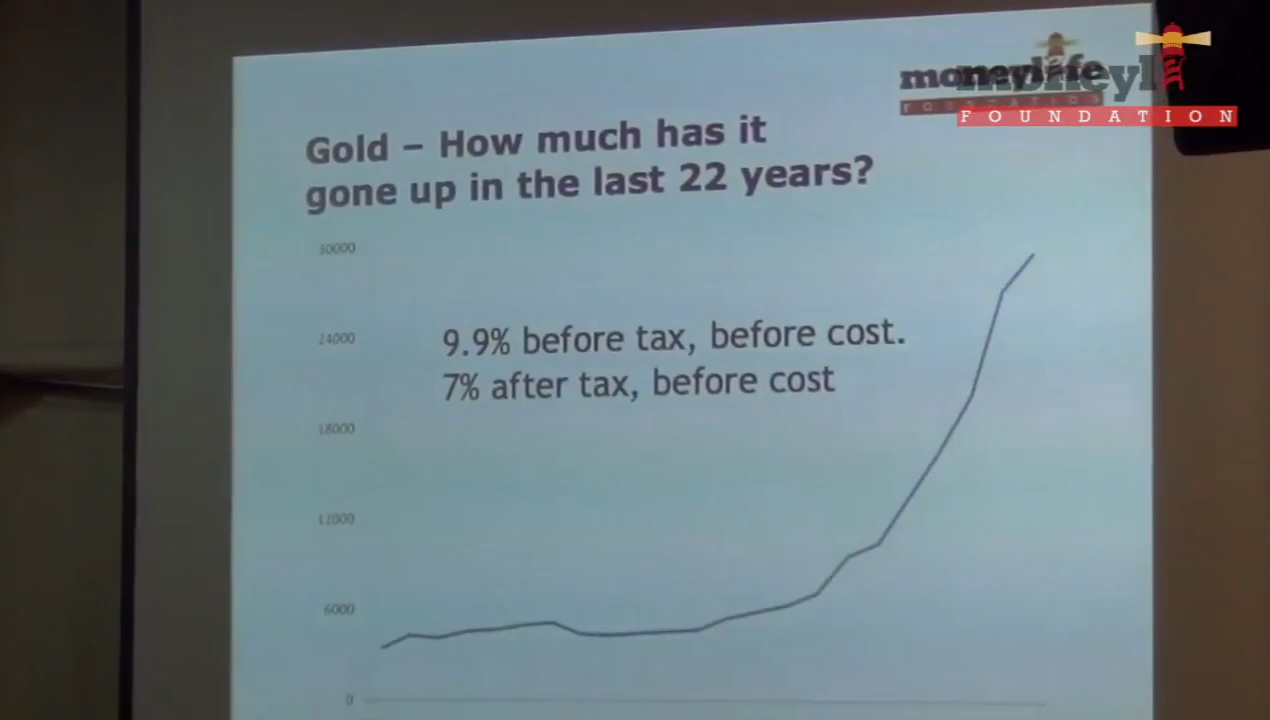 moneylife
FOUNDATION
Gold – How much has it
gone up in the last 22 years?
30000
24000
18000
12000
6000
0
9.9% before tax, before cost.
7% after tax, before cost